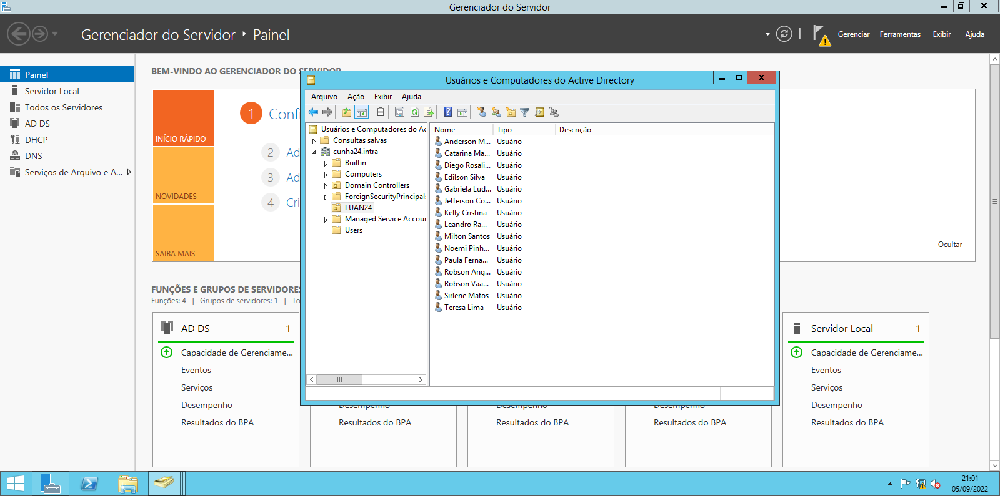 Gerenciador do Servidor
Gerenciador do Servidor ‣ Painel
Gerenciar Ferramentas Exibir Ajuda
Painel
Servidor Local
Todos os Servidores
AD DS
DHCP
DNS
Serviços de Arquivo e A...
BEM-VINDO AO GERENCIADOR DO SERVIDOR
INÍCIO RÁPIDO
NOVIDADES
SAIBA MAIS
1 Conf
2 Ad
3 Ad
4 Cri
Ocultar
Usuários e Computadores do Active Directory
Arquivo Ação Exibir Ajuda
Usuários e Computadores do Ac
Consultas salvas
cunha24.intra
Builtin
Computers
Domain Controllers
ForeignSecurityPrincipals
LUAN24
Managed Service Accour
Users
Nome Tipo Descrição
Anderson M... Usuário
Catarina Ma... Usuário
Diego Rosali... Usuário
Edilson Silva Usuário
Gabriela Lud... Usuário
Jefferson Co... Usuário
Kelly Cristina Usuário
Leandro Ra... Usuário
Milton Santos Usuário
Noemi Pinh... Usuário
Paula Ferna... Usuário
Robson Ang... Usuário
Robson Vaa... Usuário
Sirlene Matos Usuário
Teresa Lima Usuário
FUNÇÕES E GRUPOS DE SERVIDORES
Funções: 4 | Grupos de servidores: 1 | To
AD DS 1
Capacidade de Gerenciame...
Eventos
Serviços
Desempenho
Resultados do BPA
Desempenho
Resultados do BPA
Desempenho
Resultados do BPA
Desempenho
Resultados do BPA
Servidor Local 1
Capacidade de Gerenciame...
Eventos
Serviços
Desempenho
Resultados do BPA
21:01
05/09/2022